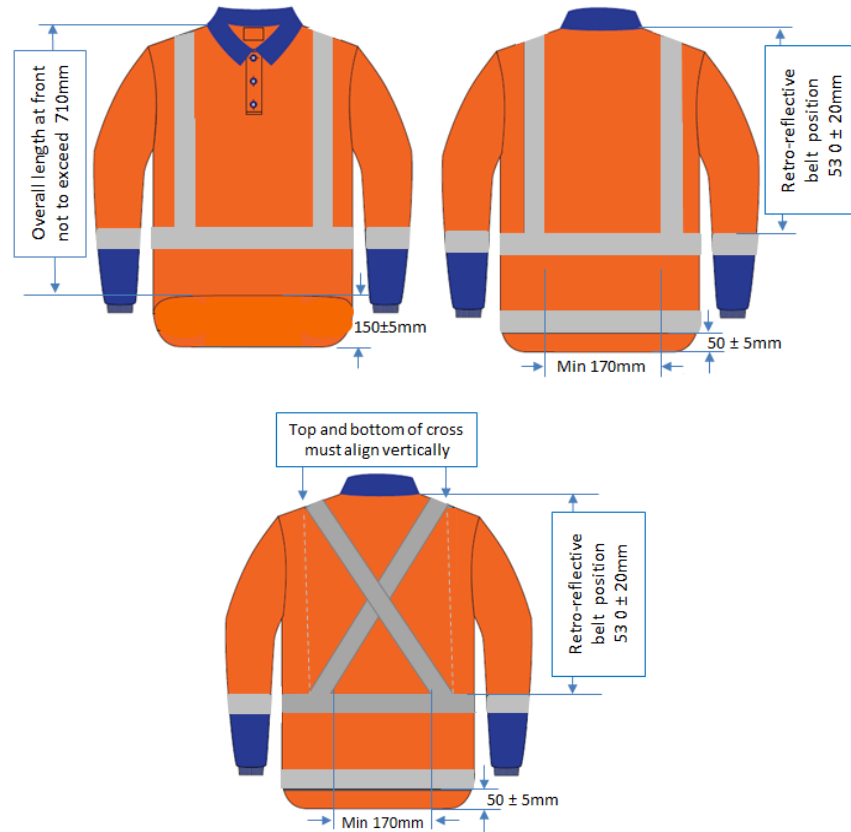 Overall length at front
not to exceed 710mm
150±5mm
Retro-reflective
belt position
53 0 ± 20mm
50 ± 5mm
Min 170mm
Top and bottom of cross
must align vertically
Retro-reflective
belt position
53 0 ± 20mm
50 ± 5mm
Min 170mm